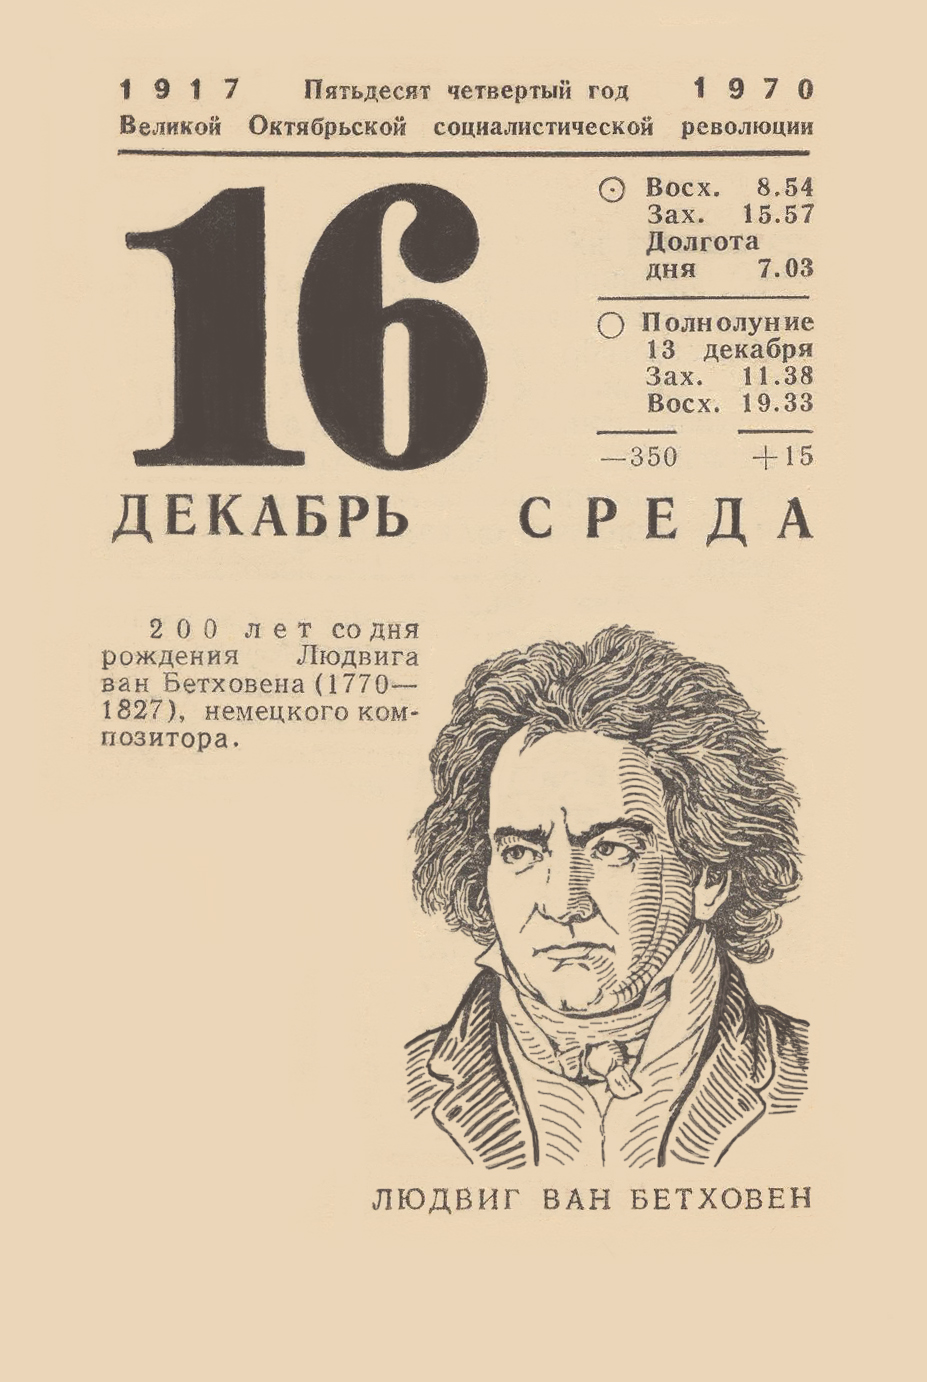 1917 Пятьдесят четвертый год 1970
Великой Октябрьской социалистической революции
16
Восх. 8.54
Зах. 15.57
Долгота
дня 7.03
Полнолуние
13 декабря
Зах. 11.38
Восх. 19.33
—350 +15
ДЕКАБРЬ СРЕДА
200 лет со дня
рождения Людвига
ван Бетховена (1770—
1827), немецкого ком-
позитора.
ЛЮДВИГ ВАН БЕТХОВЕН